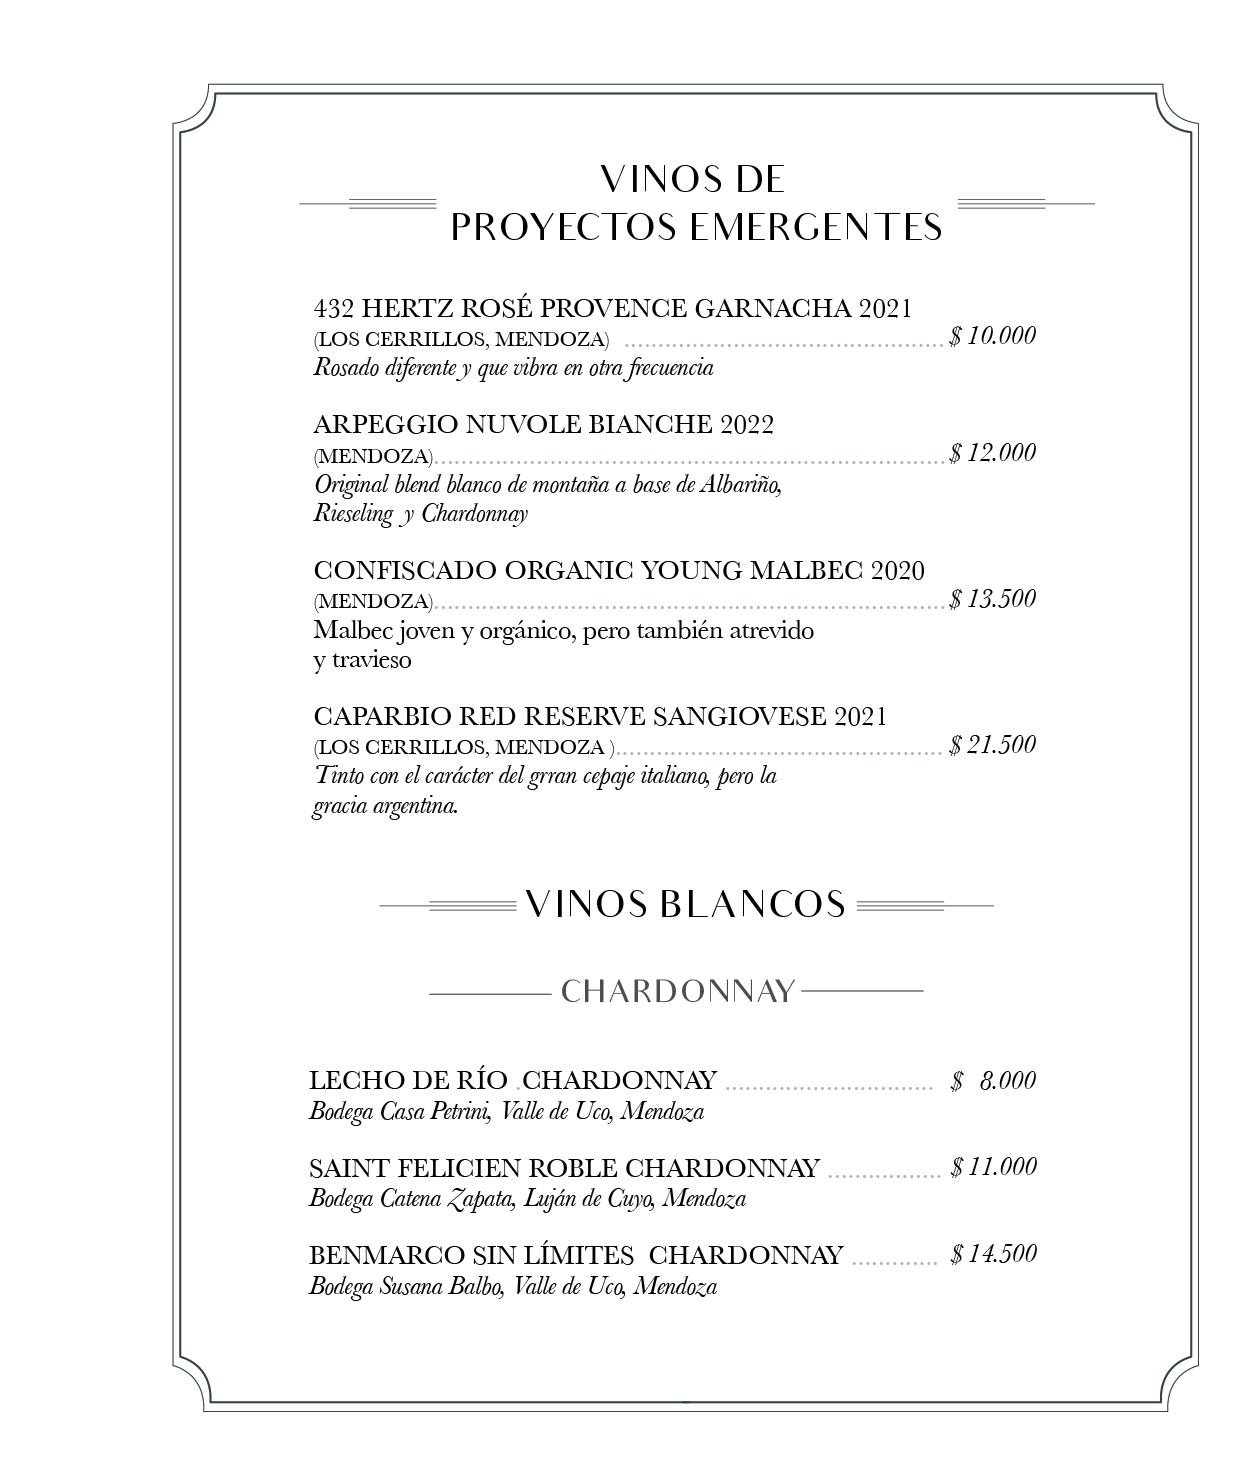 VINOS DE
PROYECTOS EMERGENTES
432 HERTZ ROSÉ PROVENCE GARNACHA 2021
(LOS CERRILLOS, MENDOZA) ................................................ $ 10.000
Rosado diferente y que vibra en otra frecuencia
ARPEGGIO NUVOLE BIANCHE 2022
(MENDOZA)............................................................................. $ 12.000
Original blend blanco de montaña a base de Albariño,
Rieseling y Chardonnay
CONFISCADO ORGANIC YOUNG MALBEC 2020
(MENDOZA)............................................................................. $ 13.500
Malbec joven y orgánico, pero también atrevido
y travieso
CAPARBIO RED RESERVE SANGIOVESE 2021
(LOS CERRILLOS, MENDOZA )................................................. $ 21.500
Tinto con el carácter del grran cepaje italiano, pero la
gracia argentina.
VINOS BLANCOS
CHARDONNAY
LECHO DE RÍO .CHARDONNAY ............................... $ 8.000
Bodega Casa Petrini, Valle de Uco, Mendoza
SAINT FELICIEN ROBLE CHARDONNAY ................. $ 11.000
Bodega Catena Zapata, Luján de Cuyo, Mendoza
BENMARCO SIN LÍMITES CHARDONNAY ............. $ 14.500
Bodega Susana Balbo, Valle de Uco, Mendoza